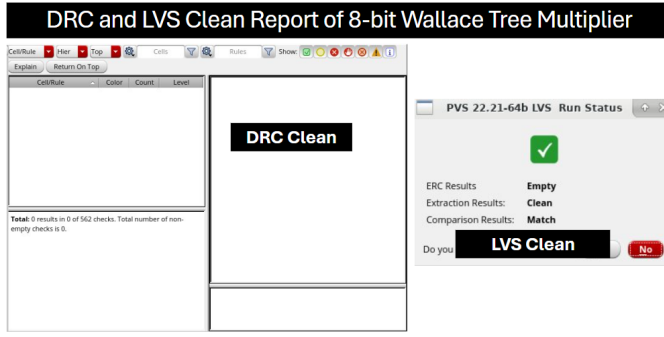 DRC and LVS Clean Report of 8-bit Wallace Tree Multiplier
Cell/Rule Hier Top Cells Rules Show:
Explain Return On Top
Cell/Rule Color Count Level
DRC Clean
Total: 0 results in 0 of 562 checks. Total number of non-
empty checks is 0.
PVS 22.21-64b LVS Run Status
ERC Results Empty
Extraction Results: Clean
Comparison Results: Match
Do you
LVS Clean
No